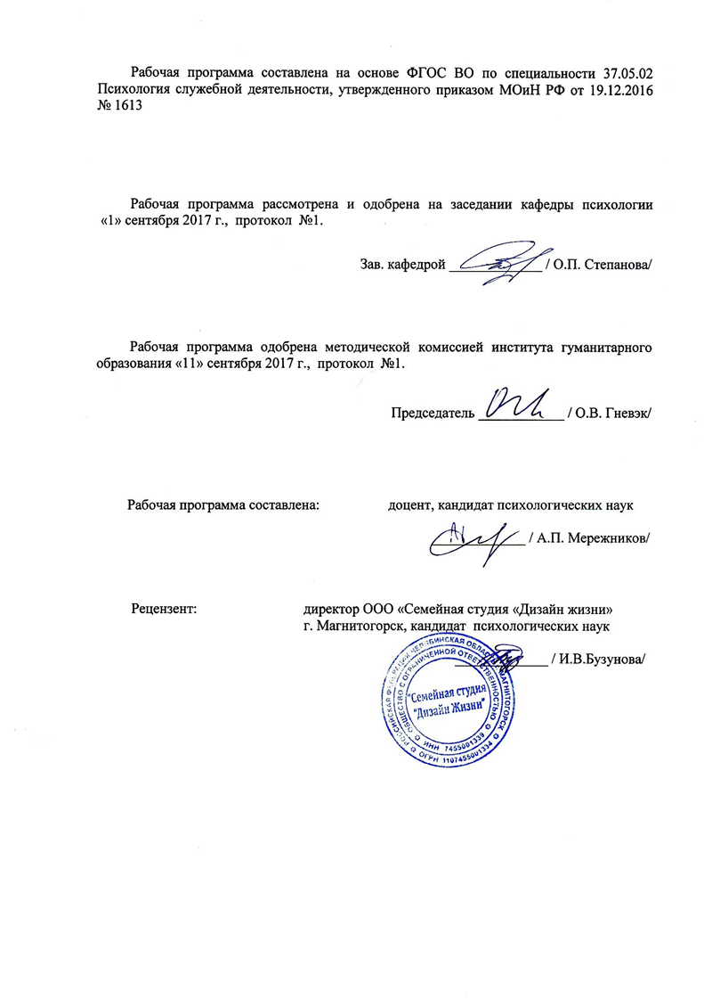 Рабочая программа составлена на основе ФГОС ВО по специальности 37.05.02
Психология служебной деятельности, утвержденного приказом МОиН РФ от 19.12.2016
№ 1613
Рабочая программа рассмотрена и одобрена на заседании кафедры психологии
«1» сентября 2017 г., протокол №1.
Зав. кафедрой ____________ / О.П. Степанова/
Рабочая программа одобрена методической комиссией института гуманитарного
образования «11» сентября 2017 г., протокол №1.
Председатель ____________ / О.В. Гневэк/
Рабочая программа составлена: доцент, кандидат психологических наук
____________ / А.П. Мережников/
Рецензент: директор ООО «Семейная студия «Дизайн жизни»
г. Магнитогорск, кандидат психологических наук
____________ / И.В.Бузунова/
РОССИЙСКАЯ ФЕДЕРАЦИЯ ЧЕЛЯБИНСКАЯ ОБЛАСТЬ МАГНИТОГОРСК
ОБЩЕСТВО С ОГРАНИЧЕННОЙ ОТВЕТСТВЕННОСТЬЮ
"Семейная студия
"Дизайн Жизни"
ИНН 7455001339
ОГРН 1107455001334